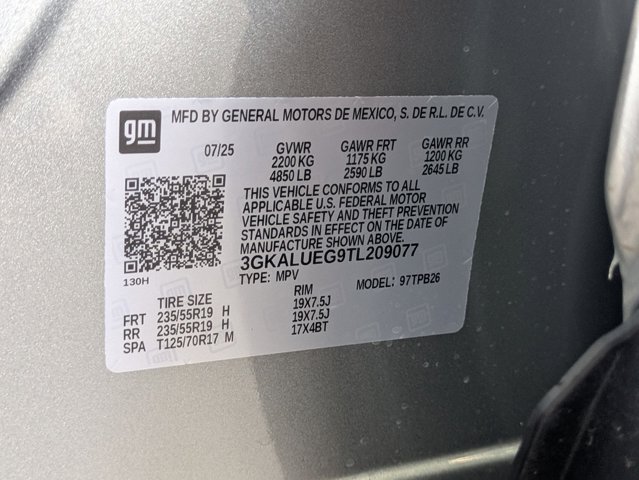 gm
MFD BY GENERAL MOTORS DE MEXICO, S. DE R.L. DE C.V.
07/25 GVWR GAWR FRT GAWR RR
2200 KG 1175 KG 1200 KG
4850 LB 2590 LB 2645 LB
THIS VEHICLE CONFORMS TO ALL
APPLICABLE U.S. FEDERAL MOTOR
VEHICLE SAFETY AND THEFT PREVENTION
STANDARDS IN EFFECT ON THE DATE OF
MANUFACTURE SHOWN ABOVE.
3GKALUEG9TL209077
130H TYPE: MPV MODEL: 97TPB26
TIRE SIZE RIM
FRT 235/55R19 H 19X7.5J
RR 235/55R19 H 19X7.5J
SPA T125/70R17 M 17X4BT